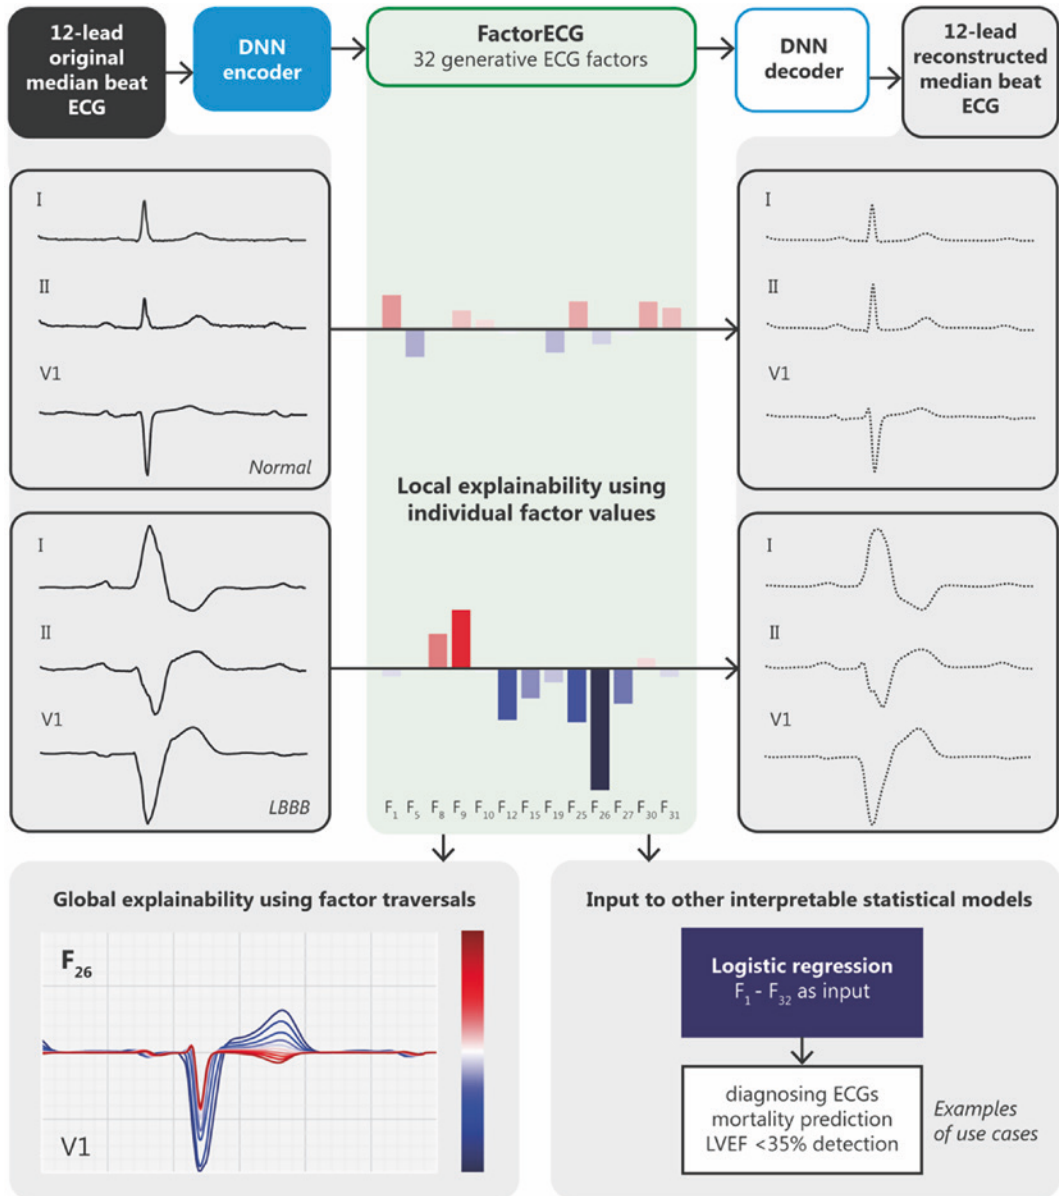 12-lead
original
median beat
ECG
DNN
encoder
FactorECG
32 generative ECG factors
DNN
decoder
12-lead
reconstructed
median beat
ECG
I
II
V1
Normal
I
II
V1
Local explainability using
individual factor values
I
II
V1
LBBB
I
II
V1
F1 F5 F8 F9 F10 F12 F15 F19 F25 F26 F27 F30 F31
Global explainability using factor traversals
F26
V1
Input to other interpretable statistical models
Logistic regression
F1 - F32 as input
diagnosing ECGs
mortality prediction
LVEF <35% detection
Examples
of use cases